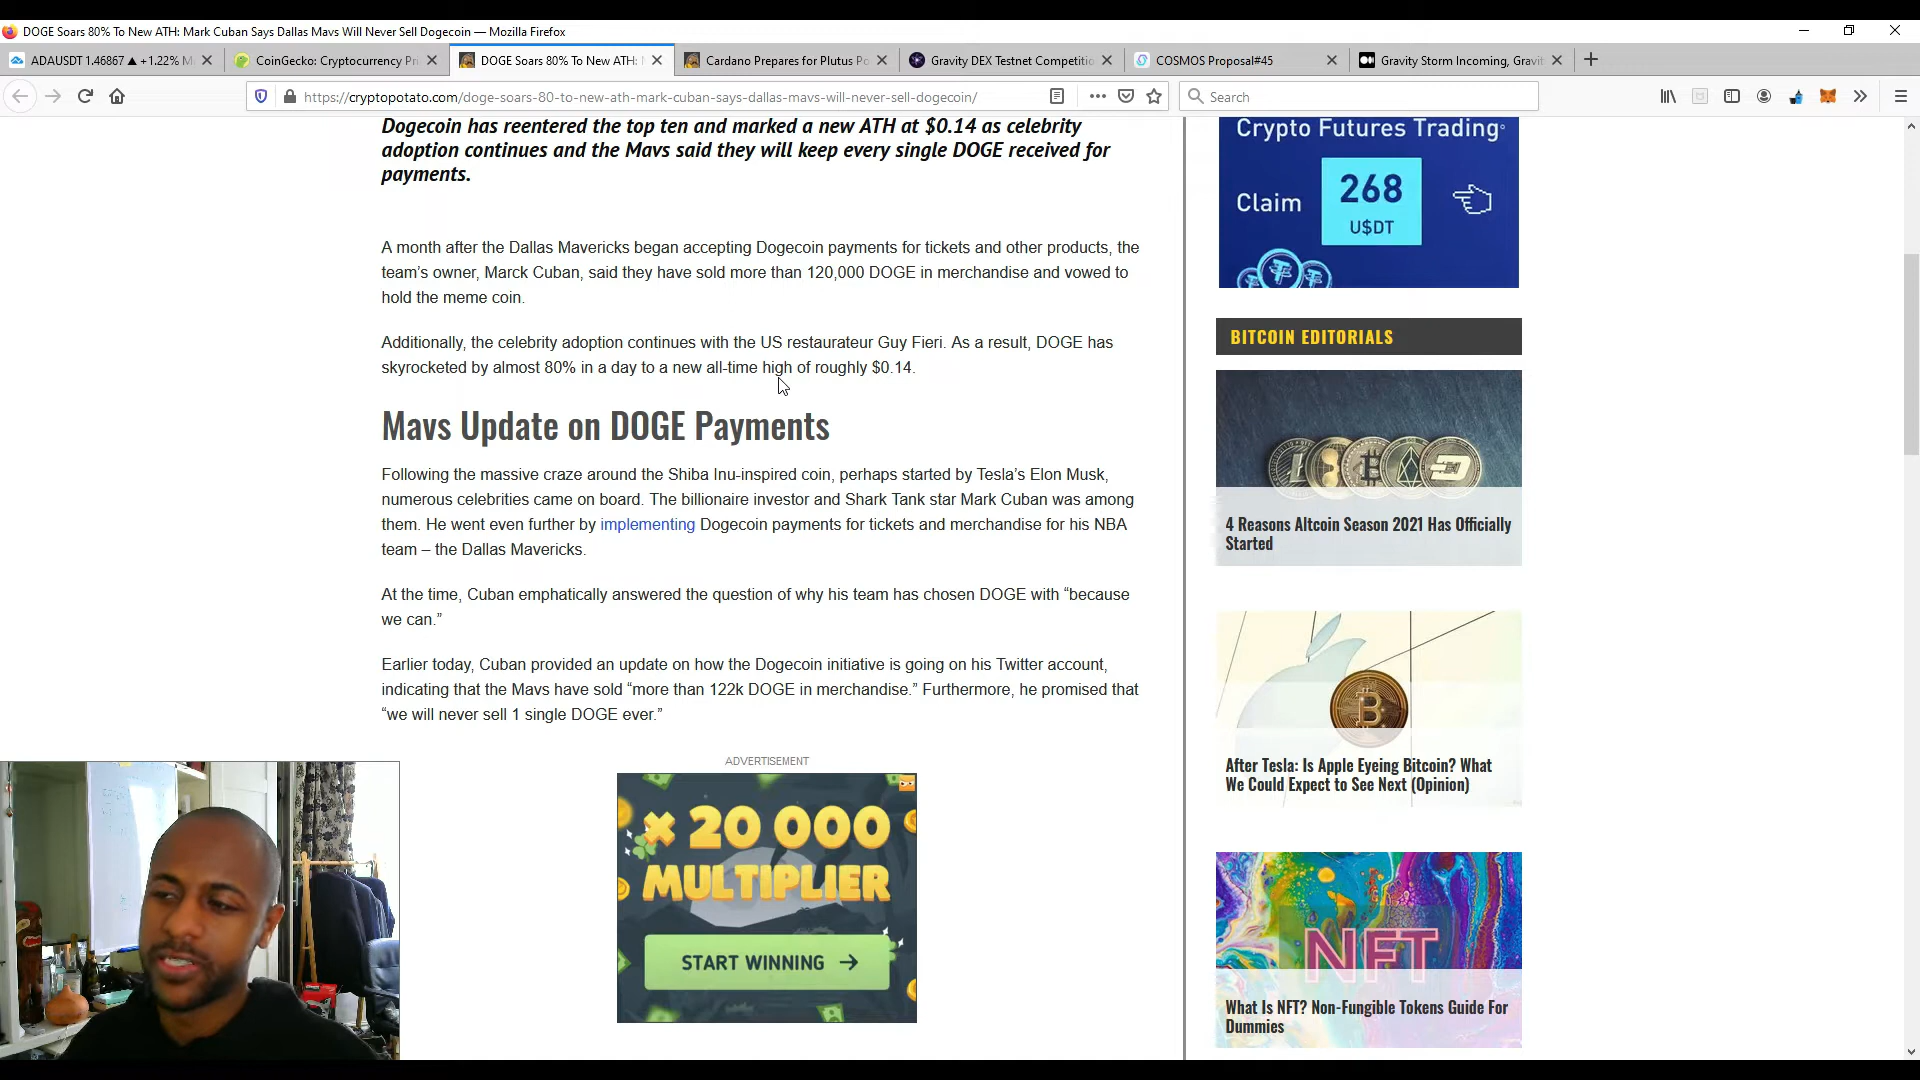 DOGE Soars 80% To New ATH: Mark Cuban Says Dallas Mavs Will Never Sell Dogecoin — Mozilla Firefox
ADAUSDT 1.46867 ▲ +1.22% M
CoinGecko: Cryptocurrency Pri
DOGE Soars 80% To New ATH: M
Cardano Prepares for Plutus Po
Gravity DEX Testnet Competitio
COSMOS Proposal#45
Gravity Storm Incoming, Gravit
https://cryptopotato.com/doge-soars-80-to-new-ath-mark-cuban-says-dallas-mavs-will-never-sell-dogecoin/
Search
Dogecoin has reentered the top ten and marked a new ATH at $0.14 as celebrity
adoption continues and the Mavs said they will keep every single DOGE received for
payments.
A month after the Dallas Mavericks began accepting Dogecoin payments for tickets and other products, the
team's owner, Marck Cuban, said they have sold more than 120,000 DOGE in merchandise and vowed to
hold the meme coin.
Additionally, the celebrity adoption continues with the US restaurateur Guy Fieri. As a result, DOGE has
skyrocketed by almost 80% in a day to a new all-time high of roughly $0.14.
Mavs Update on DOGE Payments
Following the massive craze around the Shiba Inu-inspired coin, perhaps started by Tesla's Elon Musk,
numerous celebrities came on board. The billionaire investor and Shark Tank star Mark Cuban was among
them. He went even further by implementing Dogecoin payments for tickets and merchandise for his NBA
team – the Dallas Mavericks.
At the time, Cuban emphatically answered the question of why his team has chosen DOGE with “because
we can.”
Earlier today, Cuban provided an update on how the Dogecoin initiative is going on his Twitter account,
indicating that the Mavs have sold “more than 122k DOGE in merchandise.” Furthermore, he promised that
“we will never sell 1 single DOGE ever.”
ADVERTISEMENT
x 20 000
MULTIPLIER
START WINNING →
Crypto Futures Trading
Claim
268
U$DT
BITCOIN EDITORIALS
4 Reasons Altcoin Season 2021 Has Officially
Started
After Tesla: Is Apple Eyeing Bitcoin? What
We Could Expect to See Next (Opinion)
NFT
What Is NFT? Non-Fungible Tokens Guide For
Dummies